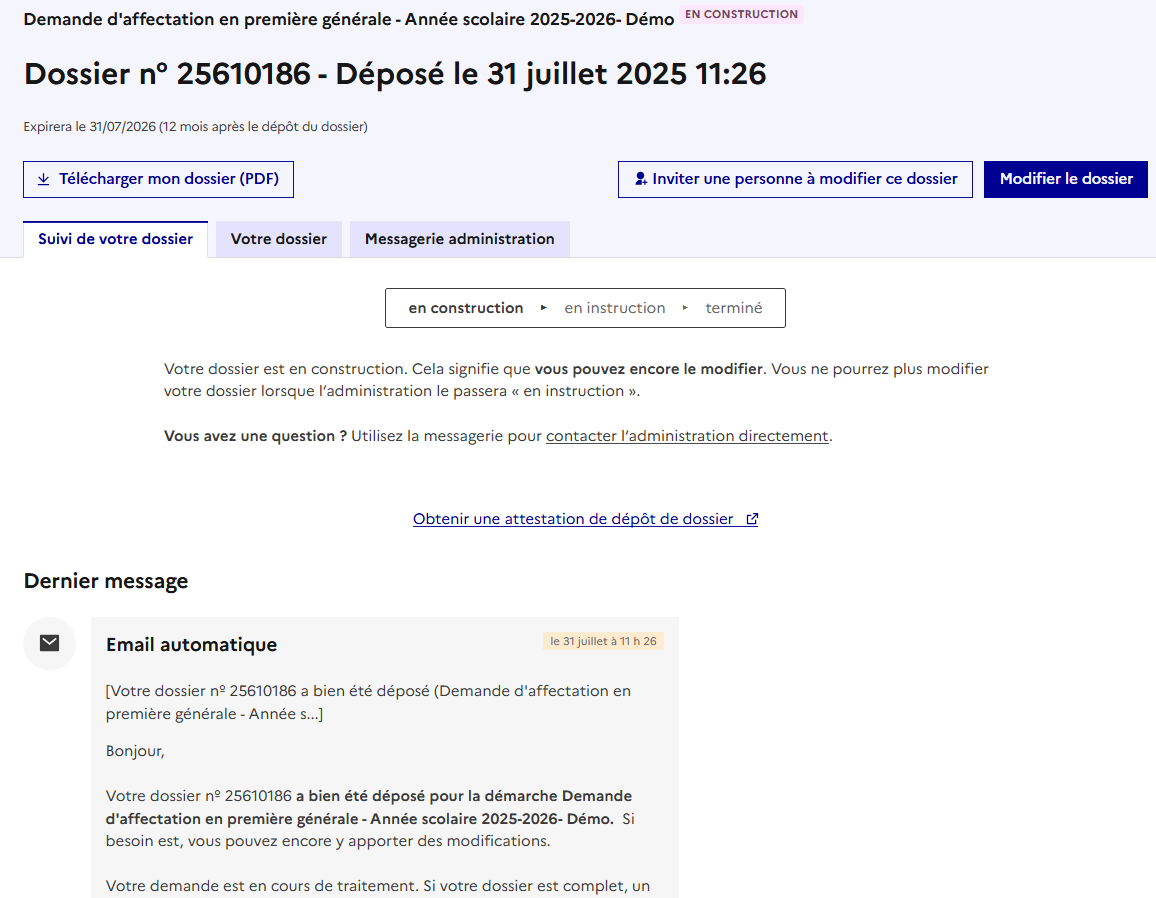 Demande d'affectation en première générale - Année scolaire 2025-2026- Démo EN CONSTRUCTION
Dossier nº 25610186 - Déposé le 31 juillet 2025 11:26
Expirera le 31/07/2026 (12 mois après le dépôt du dossier)
Télécharger mon dossier (PDF) Inviter une personne à modifier ce dossier Modifier le dossier
Suivi de votre dossier Votre dossier Messagerie administration
en construction en instruction terminé
Votre dossier est en construction. Cela signifie que vous pouvez encore le modifier. Vous ne pourrez plus modifier
votre dossier lorsque l’administration le passera « en instruction ».
Vous avez une question ? Utilisez la messagerie pour contacter l’administration directement.
Obtenir une attestation de dépôt de dossier
Dernier message
Email automatique le 31 juillet à 11 h 26
[Votre dossier nº 25610186 a bien été déposé (Demande d'affectation en
première générale - Année s...]
Bonjour,
Votre dossier nº 25610186 a bien été déposé pour la démarche Demande
d'affectation en première générale - Année scolaire 2025-2026- Démo. Si
besoin est, vous pouvez encore y apporter des modifications.
Votre demande est en cours de traitement. Si votre dossier est complet, un